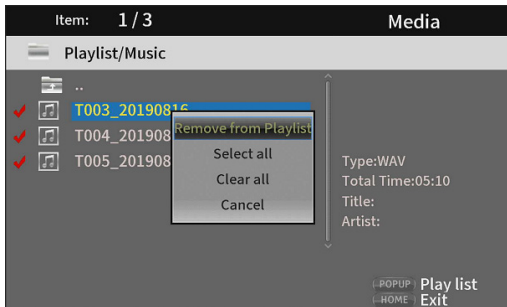 Item: 1/3 Media
Playlist/Music
..
T003_20190816
T004_201908
T005_201908
Remove from Playlist
Select all
Clear all
Cancel
Type:WAV
Total Time:05:10
Title:
Artist:
POPUP Play list
HOME Exit